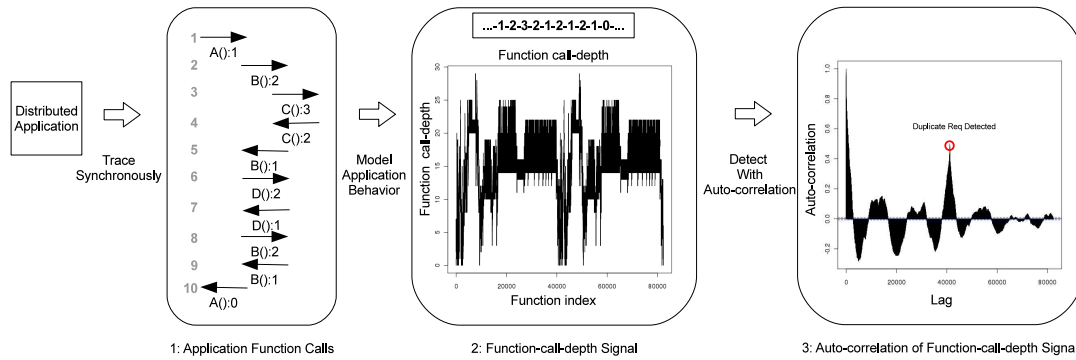 Distributed
Application
Trace
Synchronously
1
A():1
2
B():2
3
C():3
4
C():2
5
B():1
6
D():2
7
D():1
8
B():2
9
B():1
10
A():0
1: Application Function Calls
Model
Application
Behavior
...-1-2-3-2-1-2-1-2-1-0-...
Function call-depth
Function call-depth
30
25
20
15
10
5
0
0
20000
40000
60000
80000
Function index
2: Function-call-depth Signal
Detect
With
Auto-correlation
Duplicate Req Detected
Auto-correlation
1.0
0.8
0.6
0.4
0.2
0.0
-0.2
0
20000
40000
60000
80000
Lag
3: Auto-correlation of Function-call-depth Signal